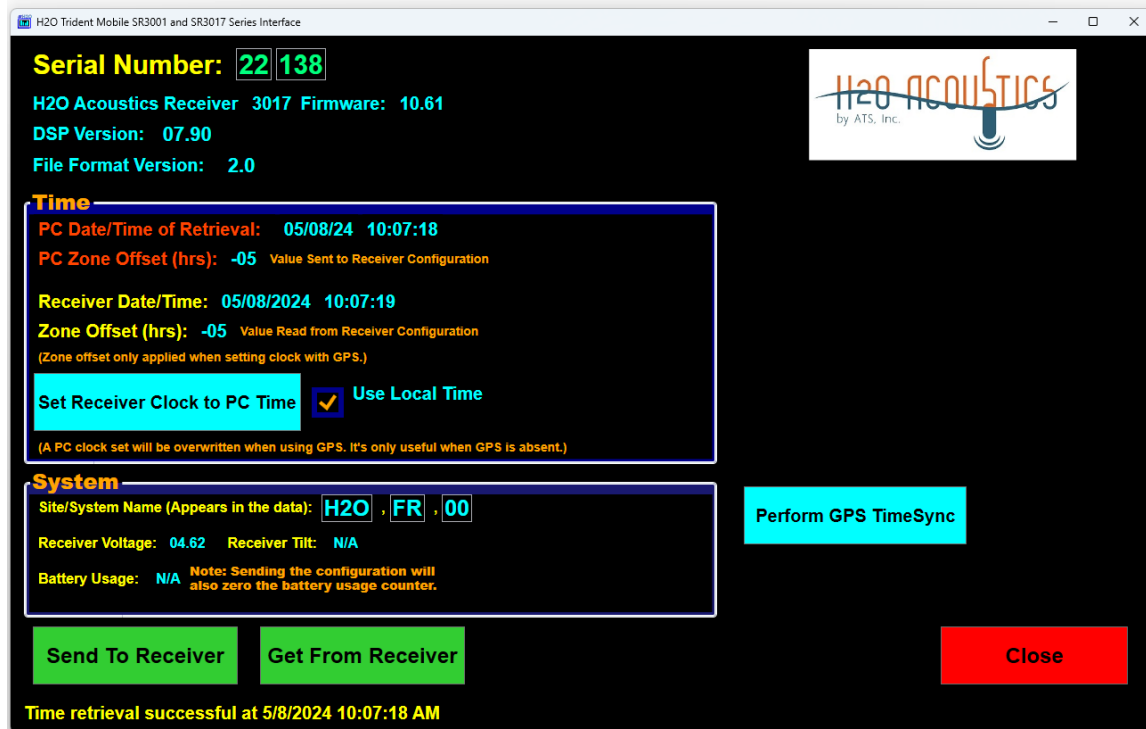 H2O Trident Mobile SR3001 and SR3017 Series Interface
Serial Number: 22 138
H2O Acoustics Receiver 3017 Firmware: 10.61
DSP Version: 07.90
File Format Version: 2.0
H2O ACOUSTICS
by ATS, Inc.
Time
PC Date/Time of Retrieval: 05/08/24 10:07:18
PC Zone Offset (hrs): -05 Value Sent to Receiver Configuration
Receiver Date/Time: 05/08/2024 10:07:19
Zone Offset (hrs): -05 Value Read from Receiver Configuration
(Zone offset only applied when setting clock with GPS.)
Set Receiver Clock to PC Time Use Local Time
(A PC clock set will be overwritten when using GPS. It's only useful when GPS is absent.)
System
Site/System Name (Appears in the data): H2O , FR , 00
Receiver Voltage: 04.62 Receiver Tilt: N/A
Battery Usage: N/A Note: Sending the configuration will
also zero the battery usage counter.
Perform GPS TimeSync
Send To Receiver Get From Receiver Close
Time retrieval successful at 5/8/2024 10:07:18 AM